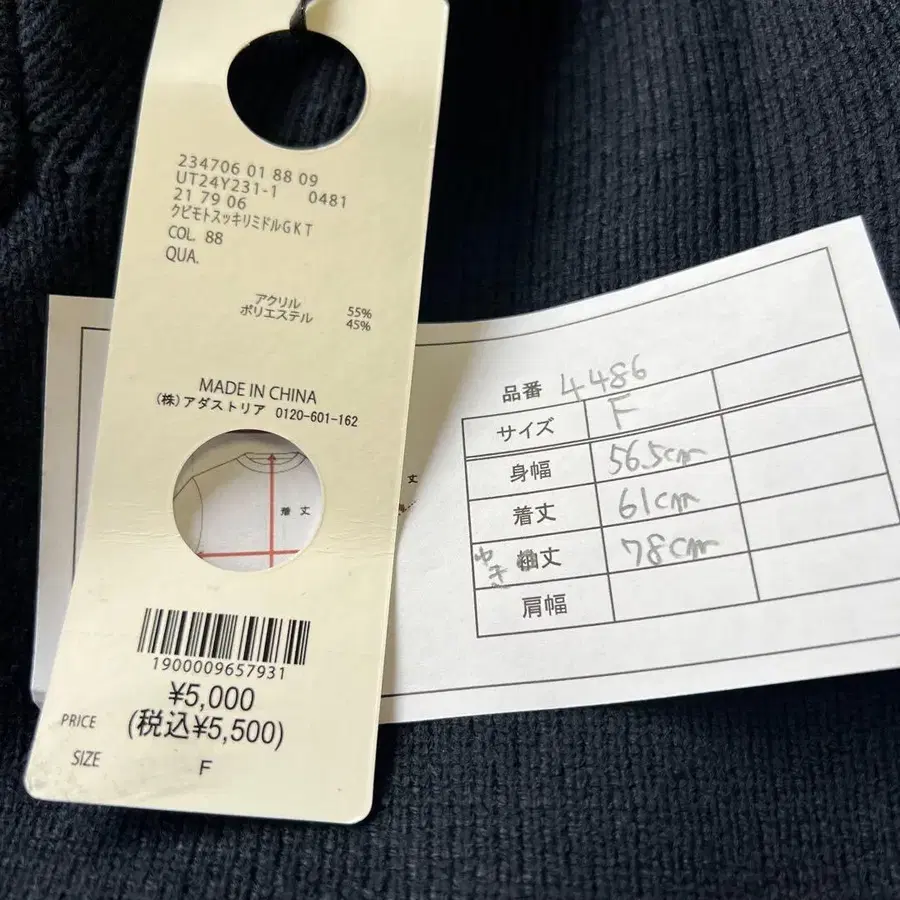 234706 01 88 09
UT24Y231-1 0481
21 79 06
クビモトスッキリミドルGKT
COL. 88
QUA.
アクリル 55%
ポリエステル 45%
MADE IN CHINA
(株)アダストリア 0120-601-162
着丈
1900009657931
¥5,000
PRICE (税込¥5,500)
SIZE F
丈
品番 4486
サイズ F
身幅 56.5cm
着丈 61cm
ゆき 袖丈 78cm
肩幅